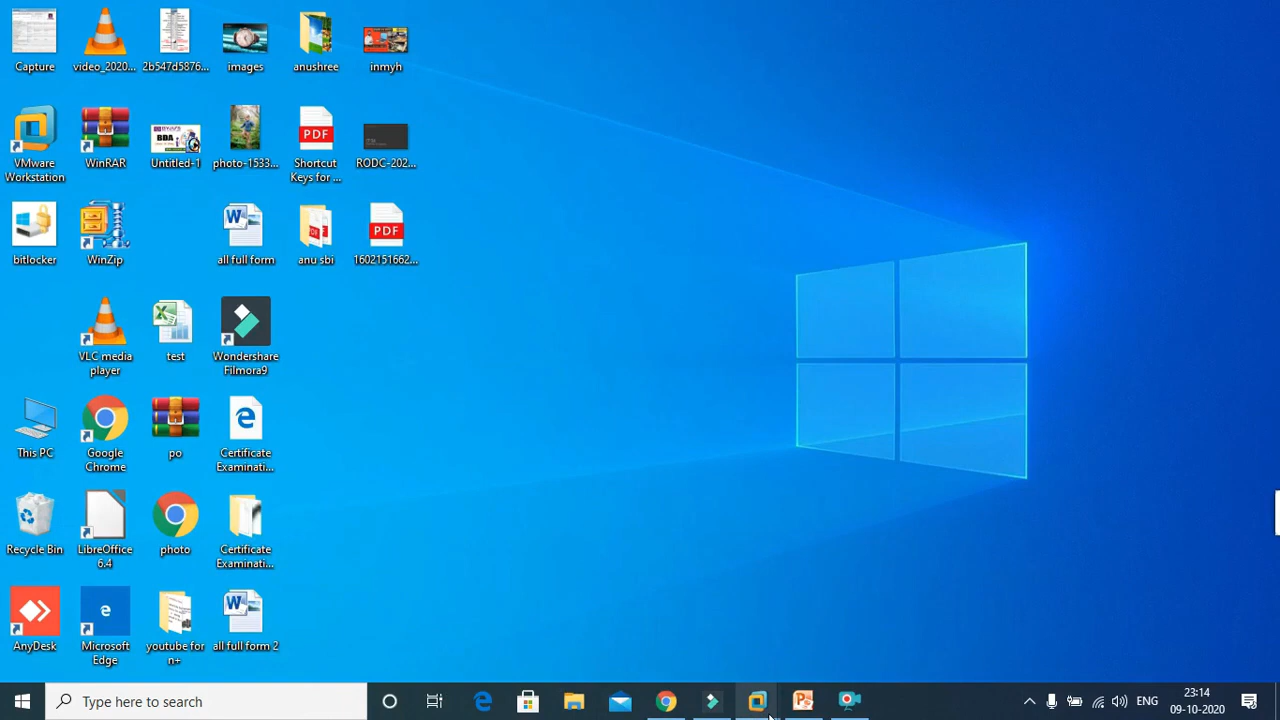 Capture
video_2020...
2b547d5876...
images
anushree
inmyh
VMware
Workstation
WinRAR
Untitled-1
photo-1533...
PDF
Shortcut
Keys for ...
RODC-202...
BDA
bitlocker
WinZip
all full form
anu sbi
PDF
1602151662...
VLC media
player
test
Wondershare
Filmora9
This PC
Google
Chrome
po
Certificate
Examinati...
Recycle Bin
LibreOffice
6.4
photo
Certificate
Examinati...
AnyDesk
Microsoft
Edge
youtube for
n+
all full form 2
Type here to search
ENG
23:14
09-10-2020